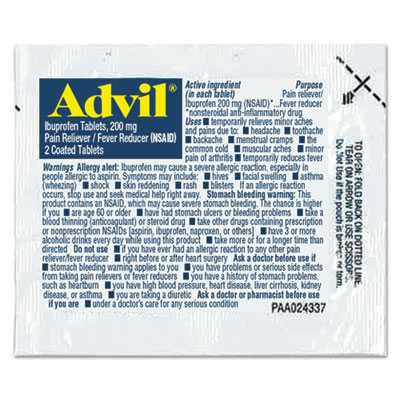 Advil®
Ibuprofen Tablets, 200 mg
Pain Reliever / Fever Reducer (NSAID)
2 Coated Tablets
Active ingredient Purpose
(in each tablet) Pain reliever/
Ibuprofen 200 mg (NSAID)*...Fever reducer
*nonsteroidal anti-inflammatory drug
Uses ■ temporarily relieves minor aches
and pains due to: ■ headache ■ toothache
■ backache ■ menstrual cramps ■ the
common cold ■ muscular aches ■ minor
pain of arthritis ■ temporarily reduces fever
Warnings Allergy alert: Ibuprofen may cause a severe allergic reaction, especially in
people allergic to aspirin. Symptoms may include: ■ hives ■ facial swelling ■ asthma
(wheezing) ■ shock ■ skin reddening ■ rash ■ blisters If an allergic reaction
occurs, stop use and seek medical help right away. Stomach bleeding warning: This
product contains an NSAID, which may cause severe stomach bleeding. The chance is higher
if you ■ are age 60 or older ■ have had stomach ulcers or bleeding problems ■ take a
blood thinning (anticoagulant) or steroid drug ■ take other drugs containing prescription
or nonprescription NSAIDs [aspirin, ibuprofen, naproxen, or others] ■ have 3 or more
alcoholic drinks every day while using this product ■ take more or for a longer time than
directed Do not use ■ if you have ever had an allergic reaction to any other pain
reliever/fever reducer ■ right before or after heart surgery Ask a doctor before use if
■ stomach bleeding warning applies to you ■ you have problems or serious side effects
from taking pain relievers or fever reducers ■ you have a history of stomach problems,
such as heartburn ■ you have high blood pressure, heart disease, liver cirrhosis, kidney
disease, or asthma ■ you are taking a diuretic Ask a doctor or pharmacist before use
if you are ■ under a doctor's care for any serious condition
PAA024337
TO OPEN: FOLD BACK ON DOTTED LINE.
TEAR ON ARROW OR USE SCISSORS.
Do Not Use if the pouch is open or torn.